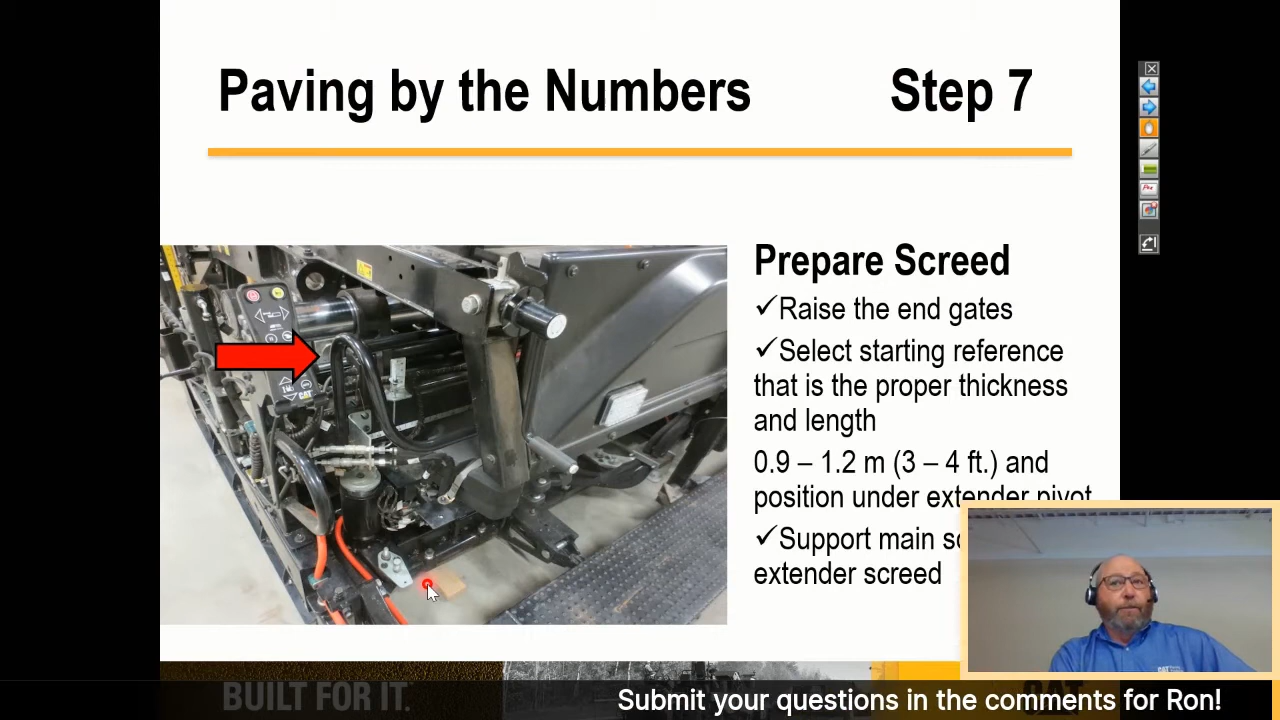 Paving by the Numbers Step 7
Prepare Screed
✓Raise the end gates
✓Select starting reference
that is the proper thickness
and length
0.9 – 1.2 m (3 – 4 ft.) and
position under extender pivot
✓Support main
extender screed
CAT
BUILT FOR IT.
Submit your questions in the comments for Ron!